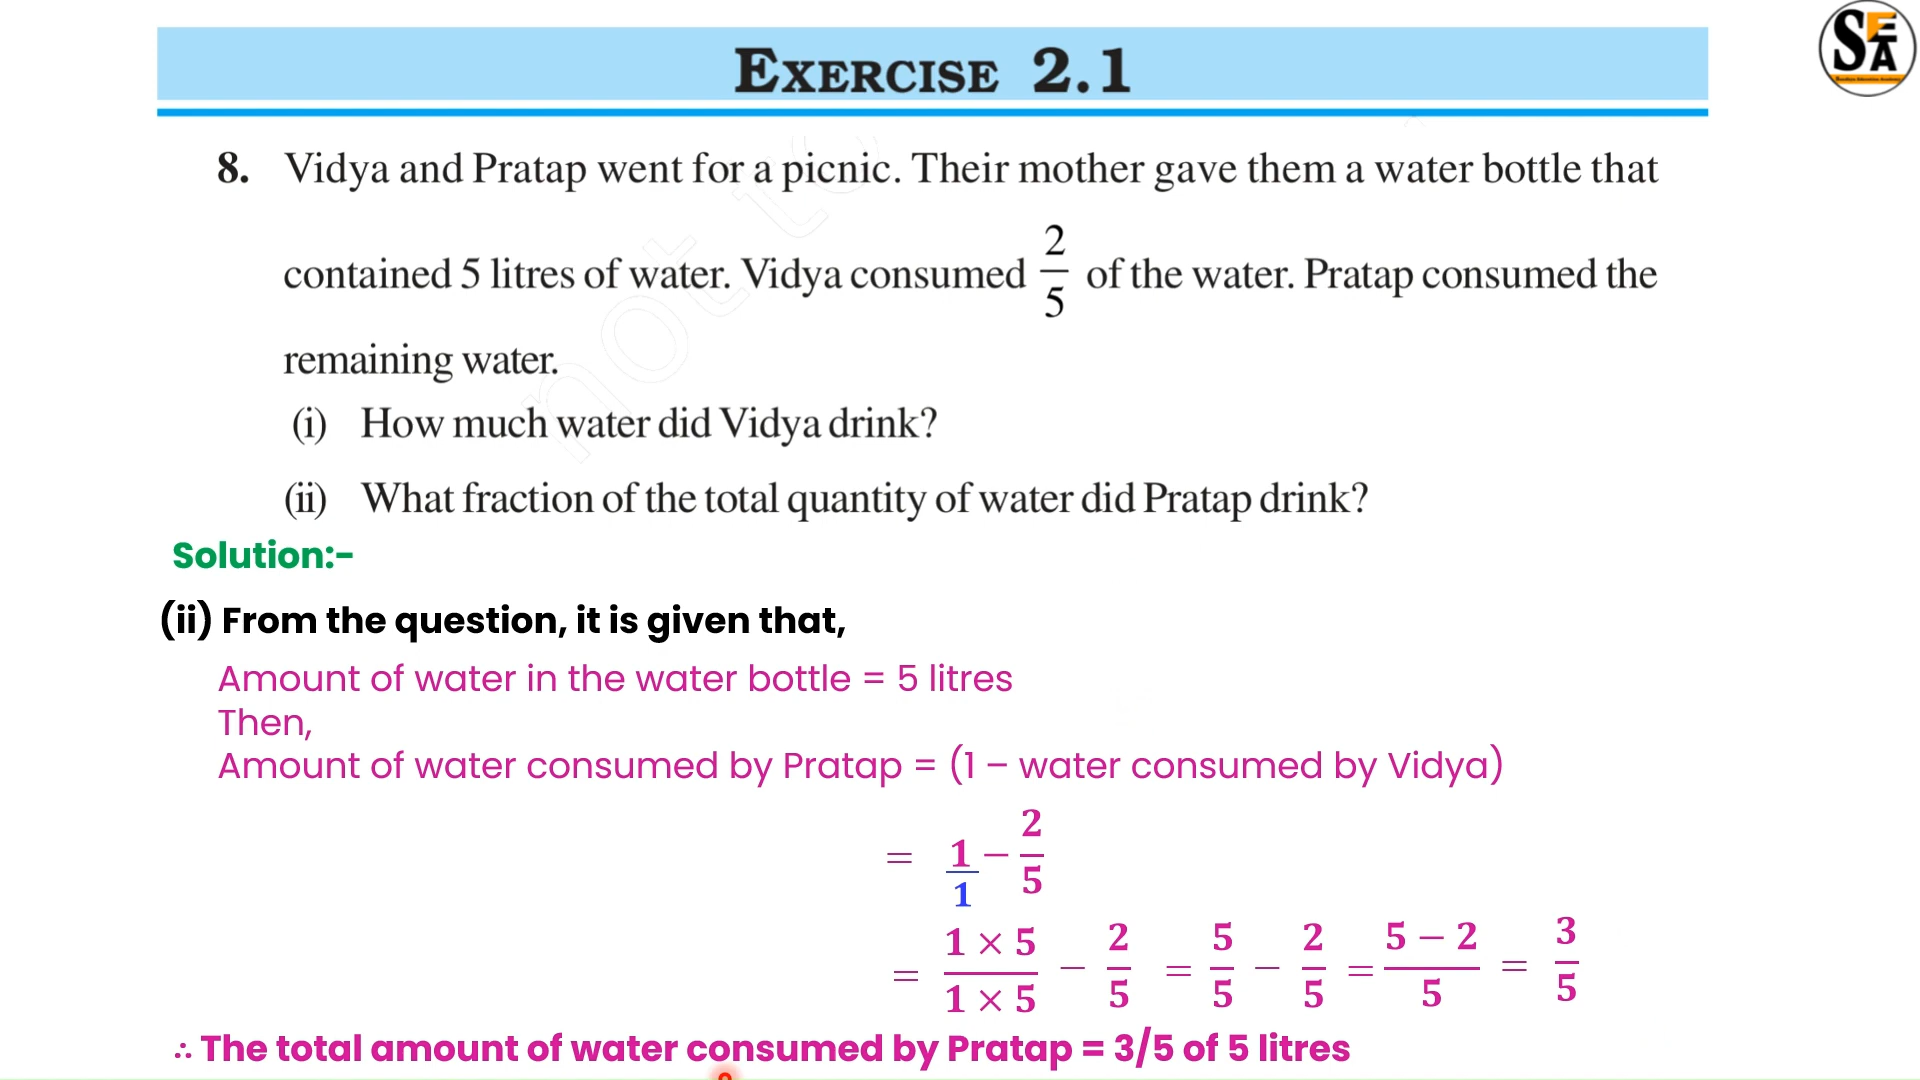 EXERCISE 2.1
SEA
8. Vidya and Pratap went for a picnic. Their mother gave them a water bottle that
contained 5 litres of water. Vidya consumed 2/5 of the water. Pratap consumed the
remaining water.
(i) How much water did Vidya drink?
(ii) What fraction of the total quantity of water did Pratap drink?
not to
Solution:-
(ii) From the question, it is given that,
Amount of water in the water bottle = 5 litres
Then,
Amount of water consumed by Pratap = (1 – water consumed by Vidya)
= 1/1 − 2/5
= (1 × 5)/(1 × 5) − 2/5 = 5/5 − 2/5 = (5 − 2)/5 = 3/5
∴ The total amount of water consumed by Pratap = 3/5 of 5 litres